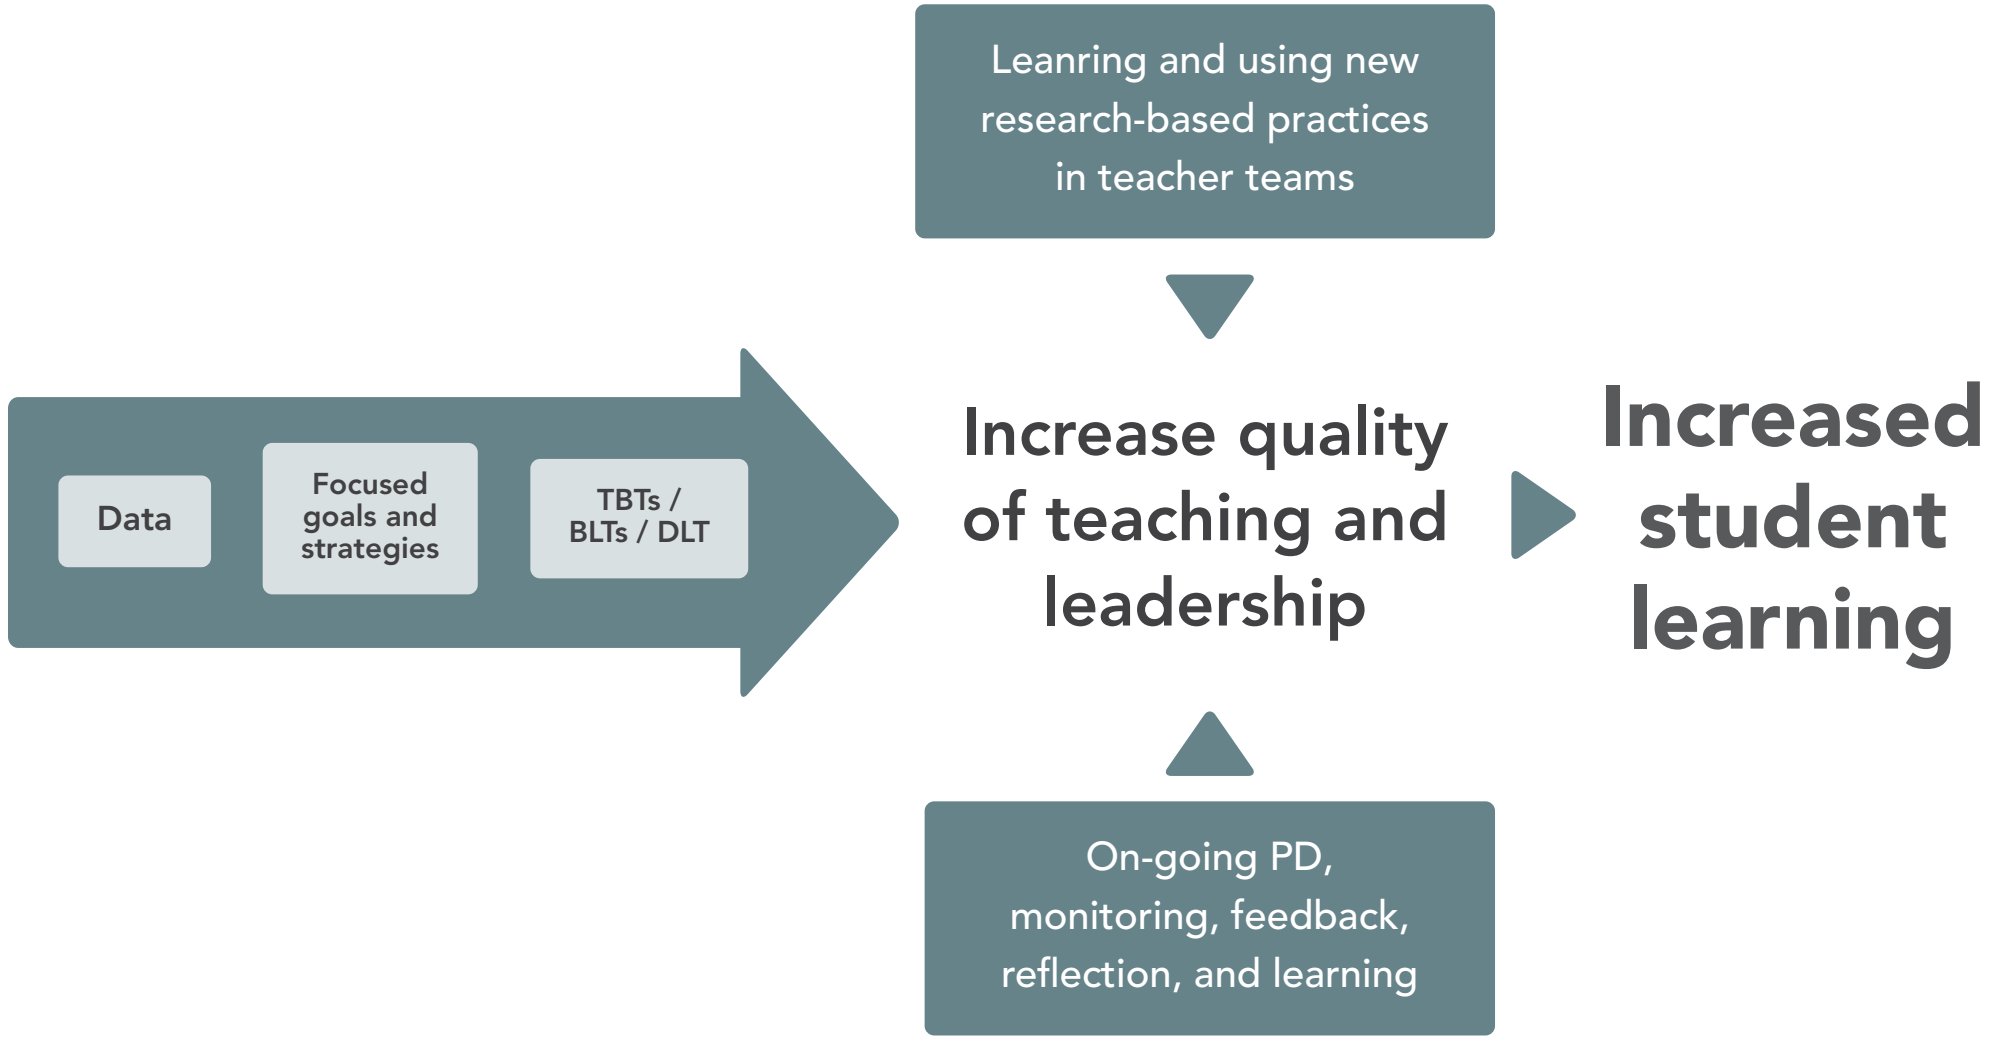 Leanring and using new
research-based practices
in teacher teams
Data
Focused
goals and
strategies
TBTs /
BLTs / DLT
Increase quality
of teaching and
leadership
Increased
student
learning
On-going PD,
monitoring, feedback,
reflection, and learning